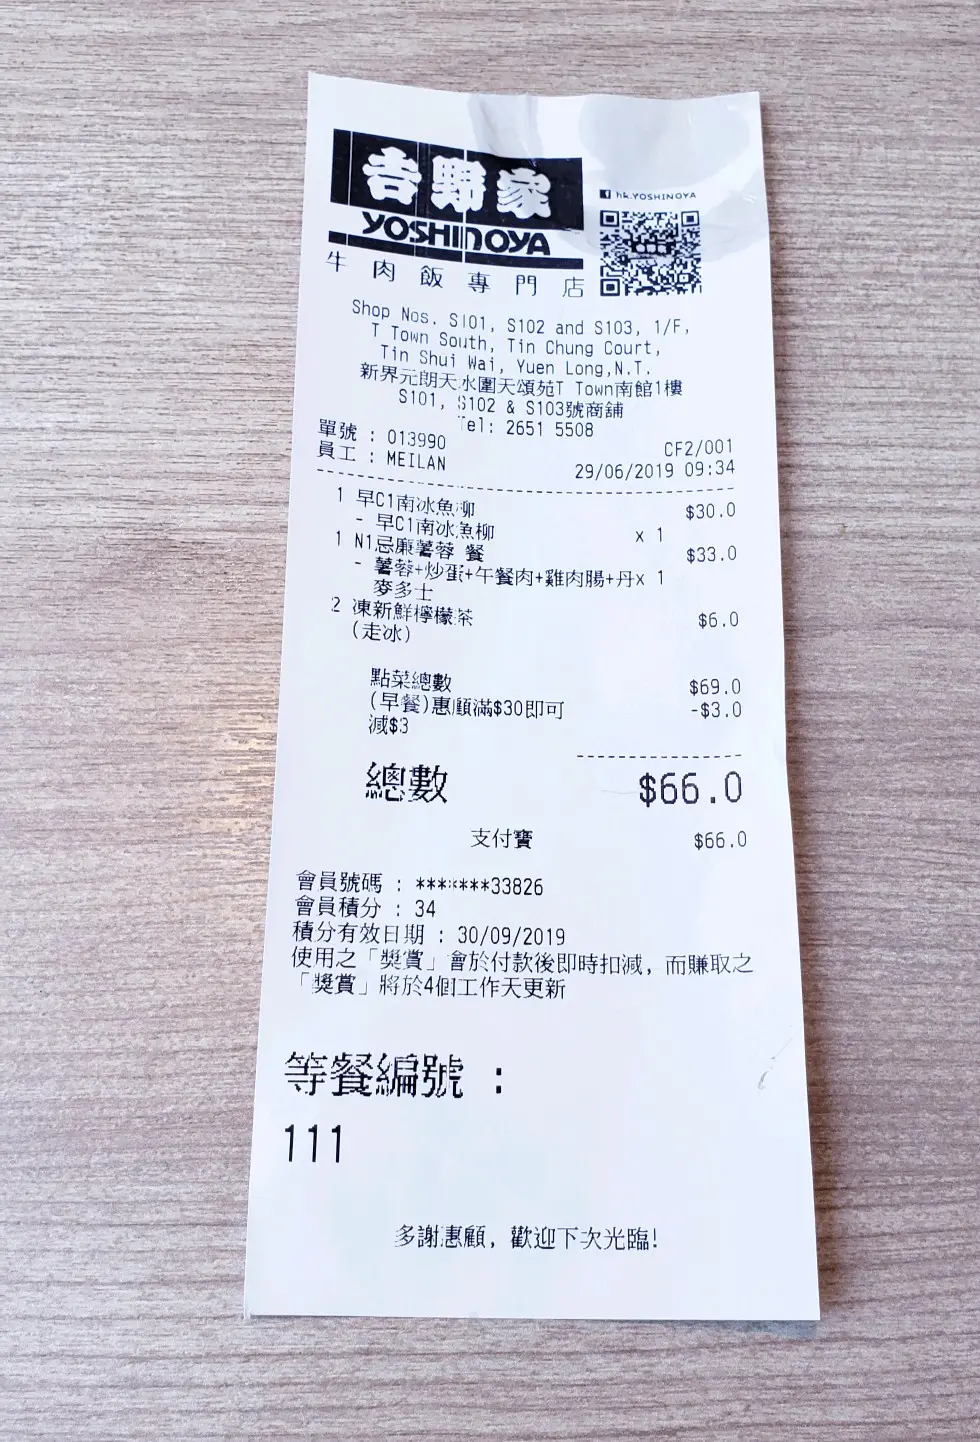 吉野家
YOSHINOYA
牛肉飯專門店
hk.YOSHINOYA
Shop Nos. S101, S102 and S103, 1/F,
T Town South, Tin Chung Court,
Tin Shui Wai, Yuen Long,N.T.
新界元朗天水圍天頌苑T Town南館1樓
S101, S102 & S103號商舖
Tel: 2651 5508
單號 : 013990 CF2/001
員工 : MEILAN 29/06/2019 09:34
1 早C1南冰魚柳 $30.0
- 早C1南冰魚柳 x 1
1 N1忌廉薯蓉 餐 $33.0
- 薯蓉+炒蛋+午餐肉+雞肉腸+丹x 1
麥多士
2 凍新鮮檸檬茶 $6.0
(走冰)
點菜總數 $69.0
(早餐)惠顧滿$30即可 -$3.0
減$3
總數 $66.0
支付寶 $66.0
會員號碼 : *******33826
會員積分 : 34
積分有效日期 : 30/09/2019
使用之「獎賞」會於付款後即時扣減, 而賺取之
「獎賞」將於4個工作天更新
等餐編號 :
111
多謝惠顧, 歡迎下次光臨!